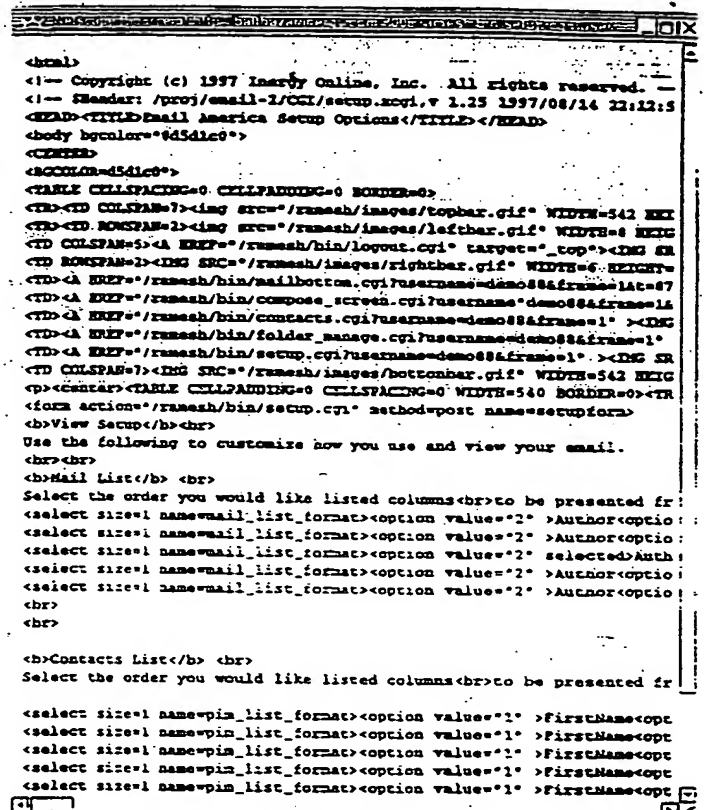 <html>
<!-- Copyright (c) 1997 Inergy Online, Inc. All rights reserved. —
<!-- $Header: /proj/email-2/CGI/setup.xcgi,v 1.25 1997/08/14 22:12:5
<HEAD><TITLE>Email America Setup Options</TITLE></HEAD>
<body bgcolor="#d5d1c0">
<CENTER>
<BGCOLOR=d5d1c0">
<TABLE CELLSPACING=0 CELLPADDING=0 BORDER=0>
<TR><TD COLSPAN=7><img src="/ramesh/images/topbar.gif" WIDTH=542 HEI
<TR><TD ROWSPAN=2><img src="/ramesh/images/leftbar.gif" WIDTH=8 HEIG
<TD COLSPAN=5><A HREF="/ramesh/bin/logout.cgi" target="_top"><IMG SR
<TD ROWSPAN=2><IMG SRC="/ramesh/images/rightbar.gif" WIDTH=6 HEIGHT=
<TD><A HREF="/ramesh/bin/mailbottom.cgi?username=demo88&frame=1&t=87
<TD><A HREF="/ramesh/bin/compose_screen.cgi?username=demo88&frame=1&
<TD><A HREF="/ramesh/bin/contacts.cgi?username=demo88&frame=1" ><IMG
<TD><A HREF="/ramesh/bin/folder_manage.cgi?username=demo88&frame=1"
<TD><A HREF="/ramesh/bin/setup.cgi?username=demo88&frame=1" ><IMG SR
<TD COLSPAN=7><IMG SRC="/ramesh/images/bottonbar.gif" WIDTH=542 HEIG
<p><center><TABLE CELLPADDING=0 CELLSPACING=0 WIDTH=540 BORDER=0><TR
<form action="/ramesh/bin/setup.cgi" method=post name=setupform>
<b>View Setup</b><br>
Use the following to customize how you use and view your email.
<br><br>
<b>Mail List</b> <br>
Select the order you would like listed columns<br>to be presented fr
<select size=1 name=mail_list_format><option value="2" >Author<optio
<select size=1 name=mail_list_format><option value="2" >Author<optio
<select size=1 name=mail_list_format><option value="2" selected>Auth
<select size=1 name=mail_list_format><option value="2" >Author<optio
<select size=1 name=mail_list_format><option value="2" >Author<optio
<br>
<br>
<b>Contacts List</b> <br>
Select the order you would like listed columns<br>to be presented fr
<select size=1 name=pim_list_format><option value="1" >FirstName<opt
<select size=1 name=pim_list_format><option value="1" >FirstName<opt
<select size=1 name=pim_list_format><option value="1" >FirstName<opt
<select size=1 name=pim_list_format><option value="1" >FirstName<opt
<select size=1 name=pim_list_format><option value="1" >FirstName<opt